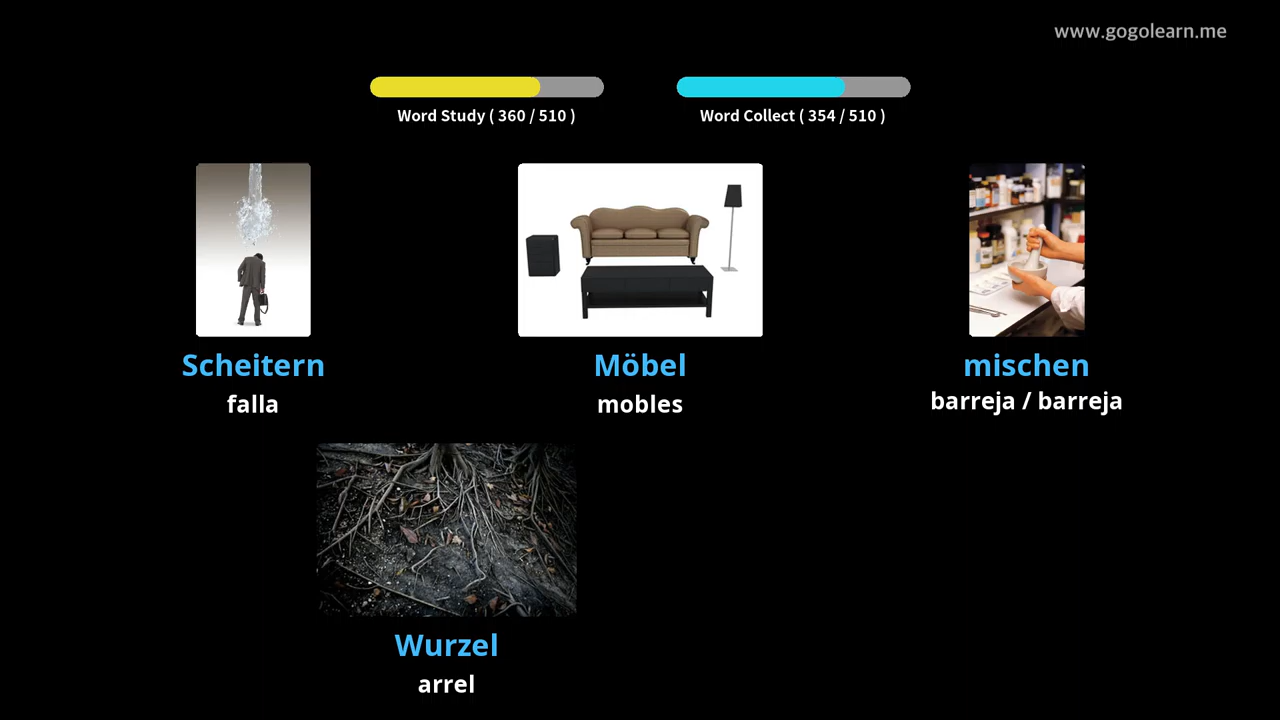 www.gogolearn.me
Word Study ( 360 / 510 )
Word Collect ( 354 / 510 )
Scheitern
falla
Möbel
mobles
mischen
barreja / barreja
Wurzel
arrel